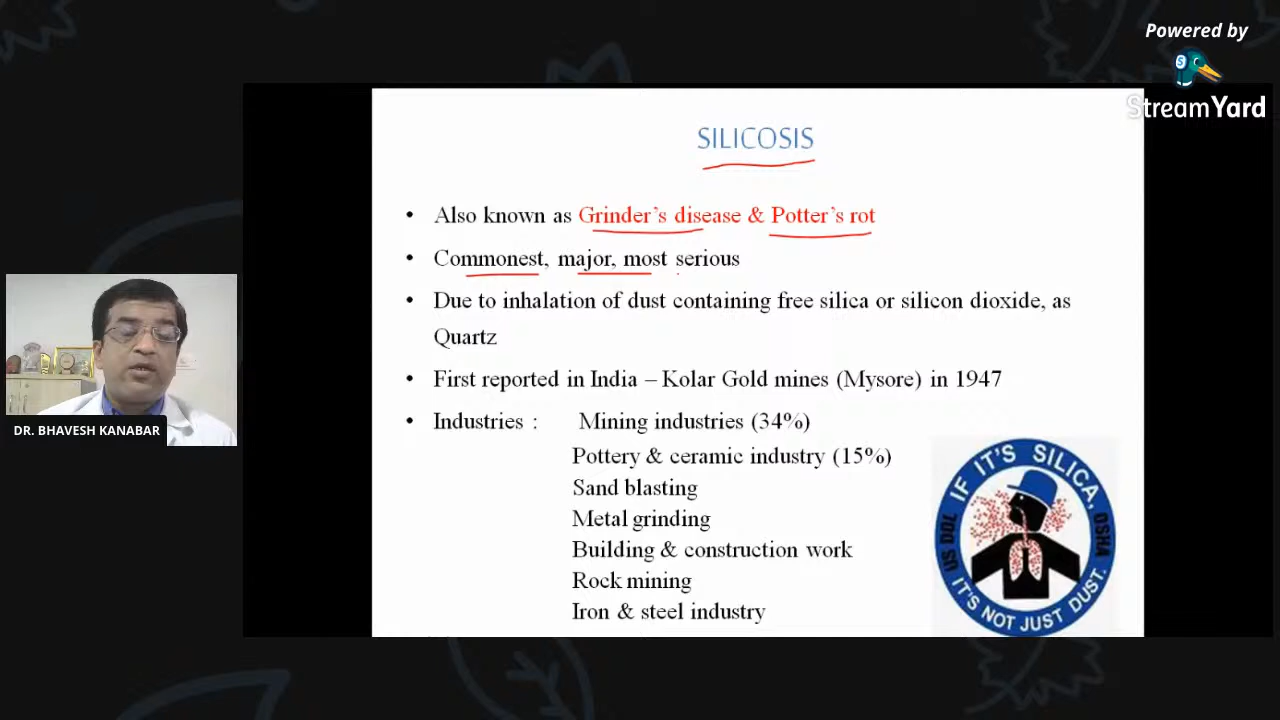 Powered by
S
StreamYard
SILICOSIS
• Also known as Grinder's disease & Potter's rot
• Commonest, major, most serious
• Due to inhalation of dust containing free silica or silicon dioxide, as
Quartz
• First reported in India – Kolar Gold mines (Mysore) in 1947
• Industries : Mining industries (34%)
Pottery & ceramic industry (15%)
Sand blasting
Metal grinding
Building & construction work
Rock mining
Iron & steel industry
IF IT'S SILICA,
IT'S NOT JUST DUST.
US DOL
OSHA
DR. BHAVESH KANABAR